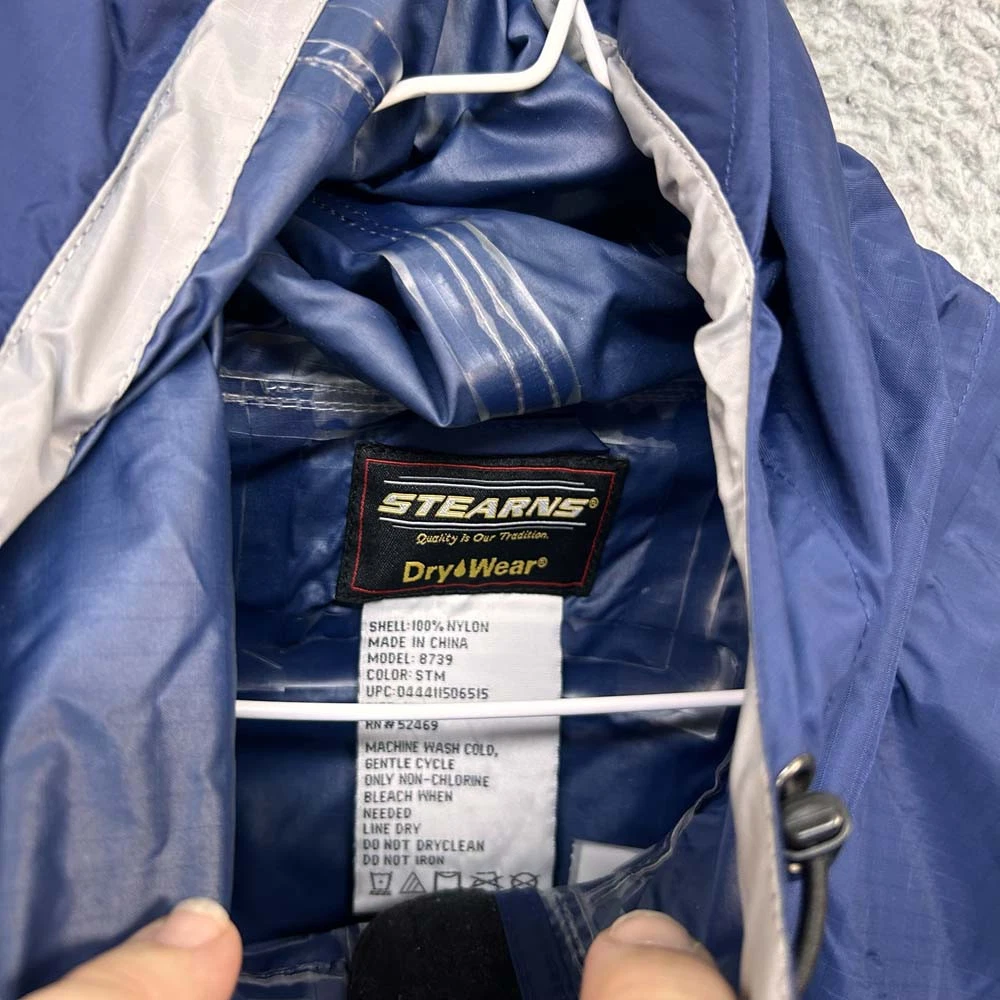 STEARNS®
Quality Is Our Tradition.
Dry Wear®
SHELL:100% NYLON
MADE IN CHINA
MODEL: 8739
COLOR: STM
UPC:044411506515
RN#52469
MACHINE WASH COLD,
GENTLE CYCLE
ONLY NON-CHLORINE
BLEACH WHEN
NEEDED
LINE DRY
DO NOT DRYCLEAN
DO NOT IRON